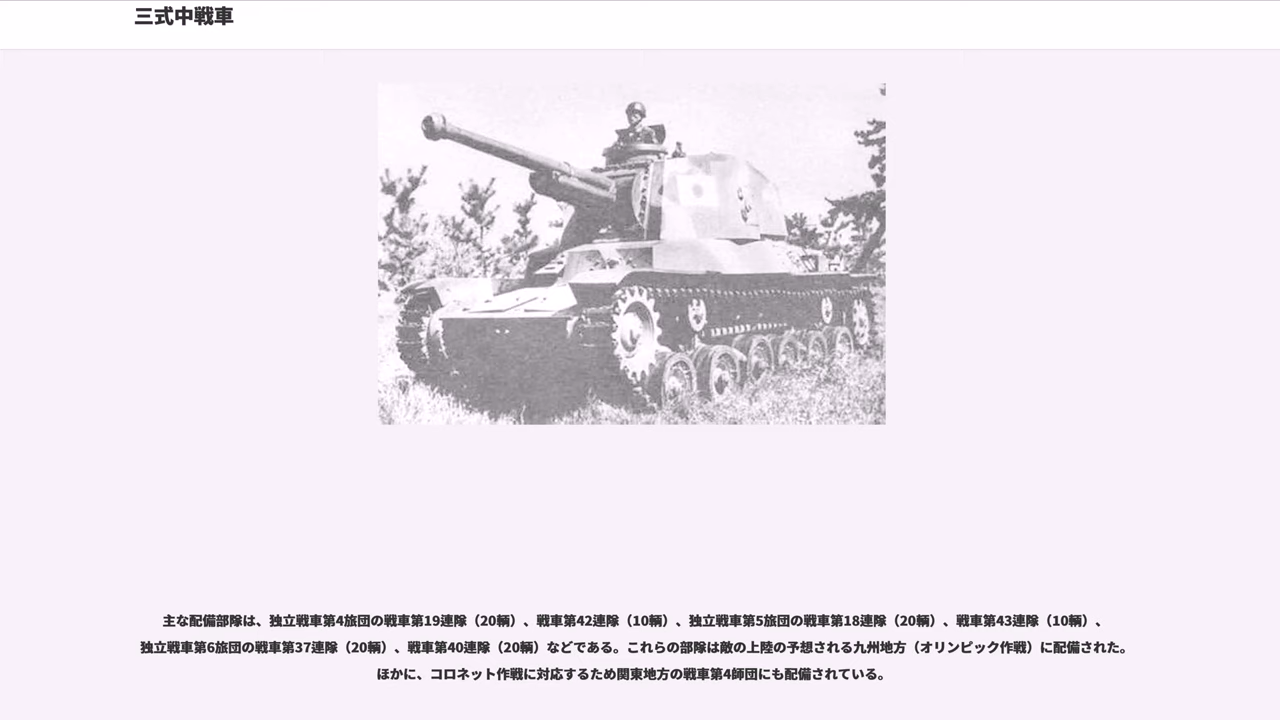 三式中戦車
主な配備部隊は、独立戦車第4旅団の戦車第19連隊（20輌）、戦車第42連隊（10輌）、独立戦車第5旅団の戦車第18連隊（20輌）、戦車第43連隊（10輌）、
独立戦車第6旅団の戦車第37連隊（20輌）、戦車第40連隊（20輌）などである。これらの部隊は敵の上陸の予想される九州地方（オリンピック作戦）に配備された。
ほかに、コロネット作戦に対応するため関東地方の戦車第4師団にも配備されている。